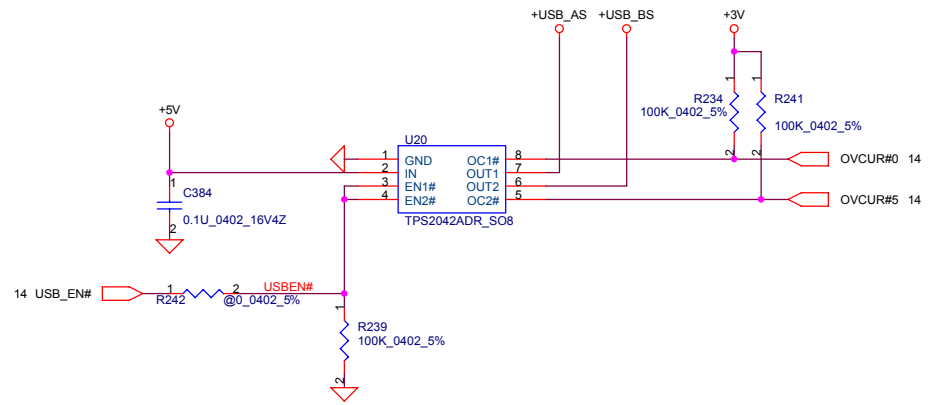 +USB_AS +USB_BS +3V
1 1
R234 R241
100K_0402_5% 100K_0402_5%
2 2
+5V
U20
1 GND OC1# 8 OVCUR#0 14
2 IN OUT1 7
3 EN1# OUT2 6
4 EN2# OC2# 5 OVCUR#5 14
TPS2042ADR_SO8
1
C384
0.1U_0402_16V4Z
2
14 USB_EN# 1 2 USBEN#
R242 @0_0402_5%
1
R239
100K_0402_5%
2